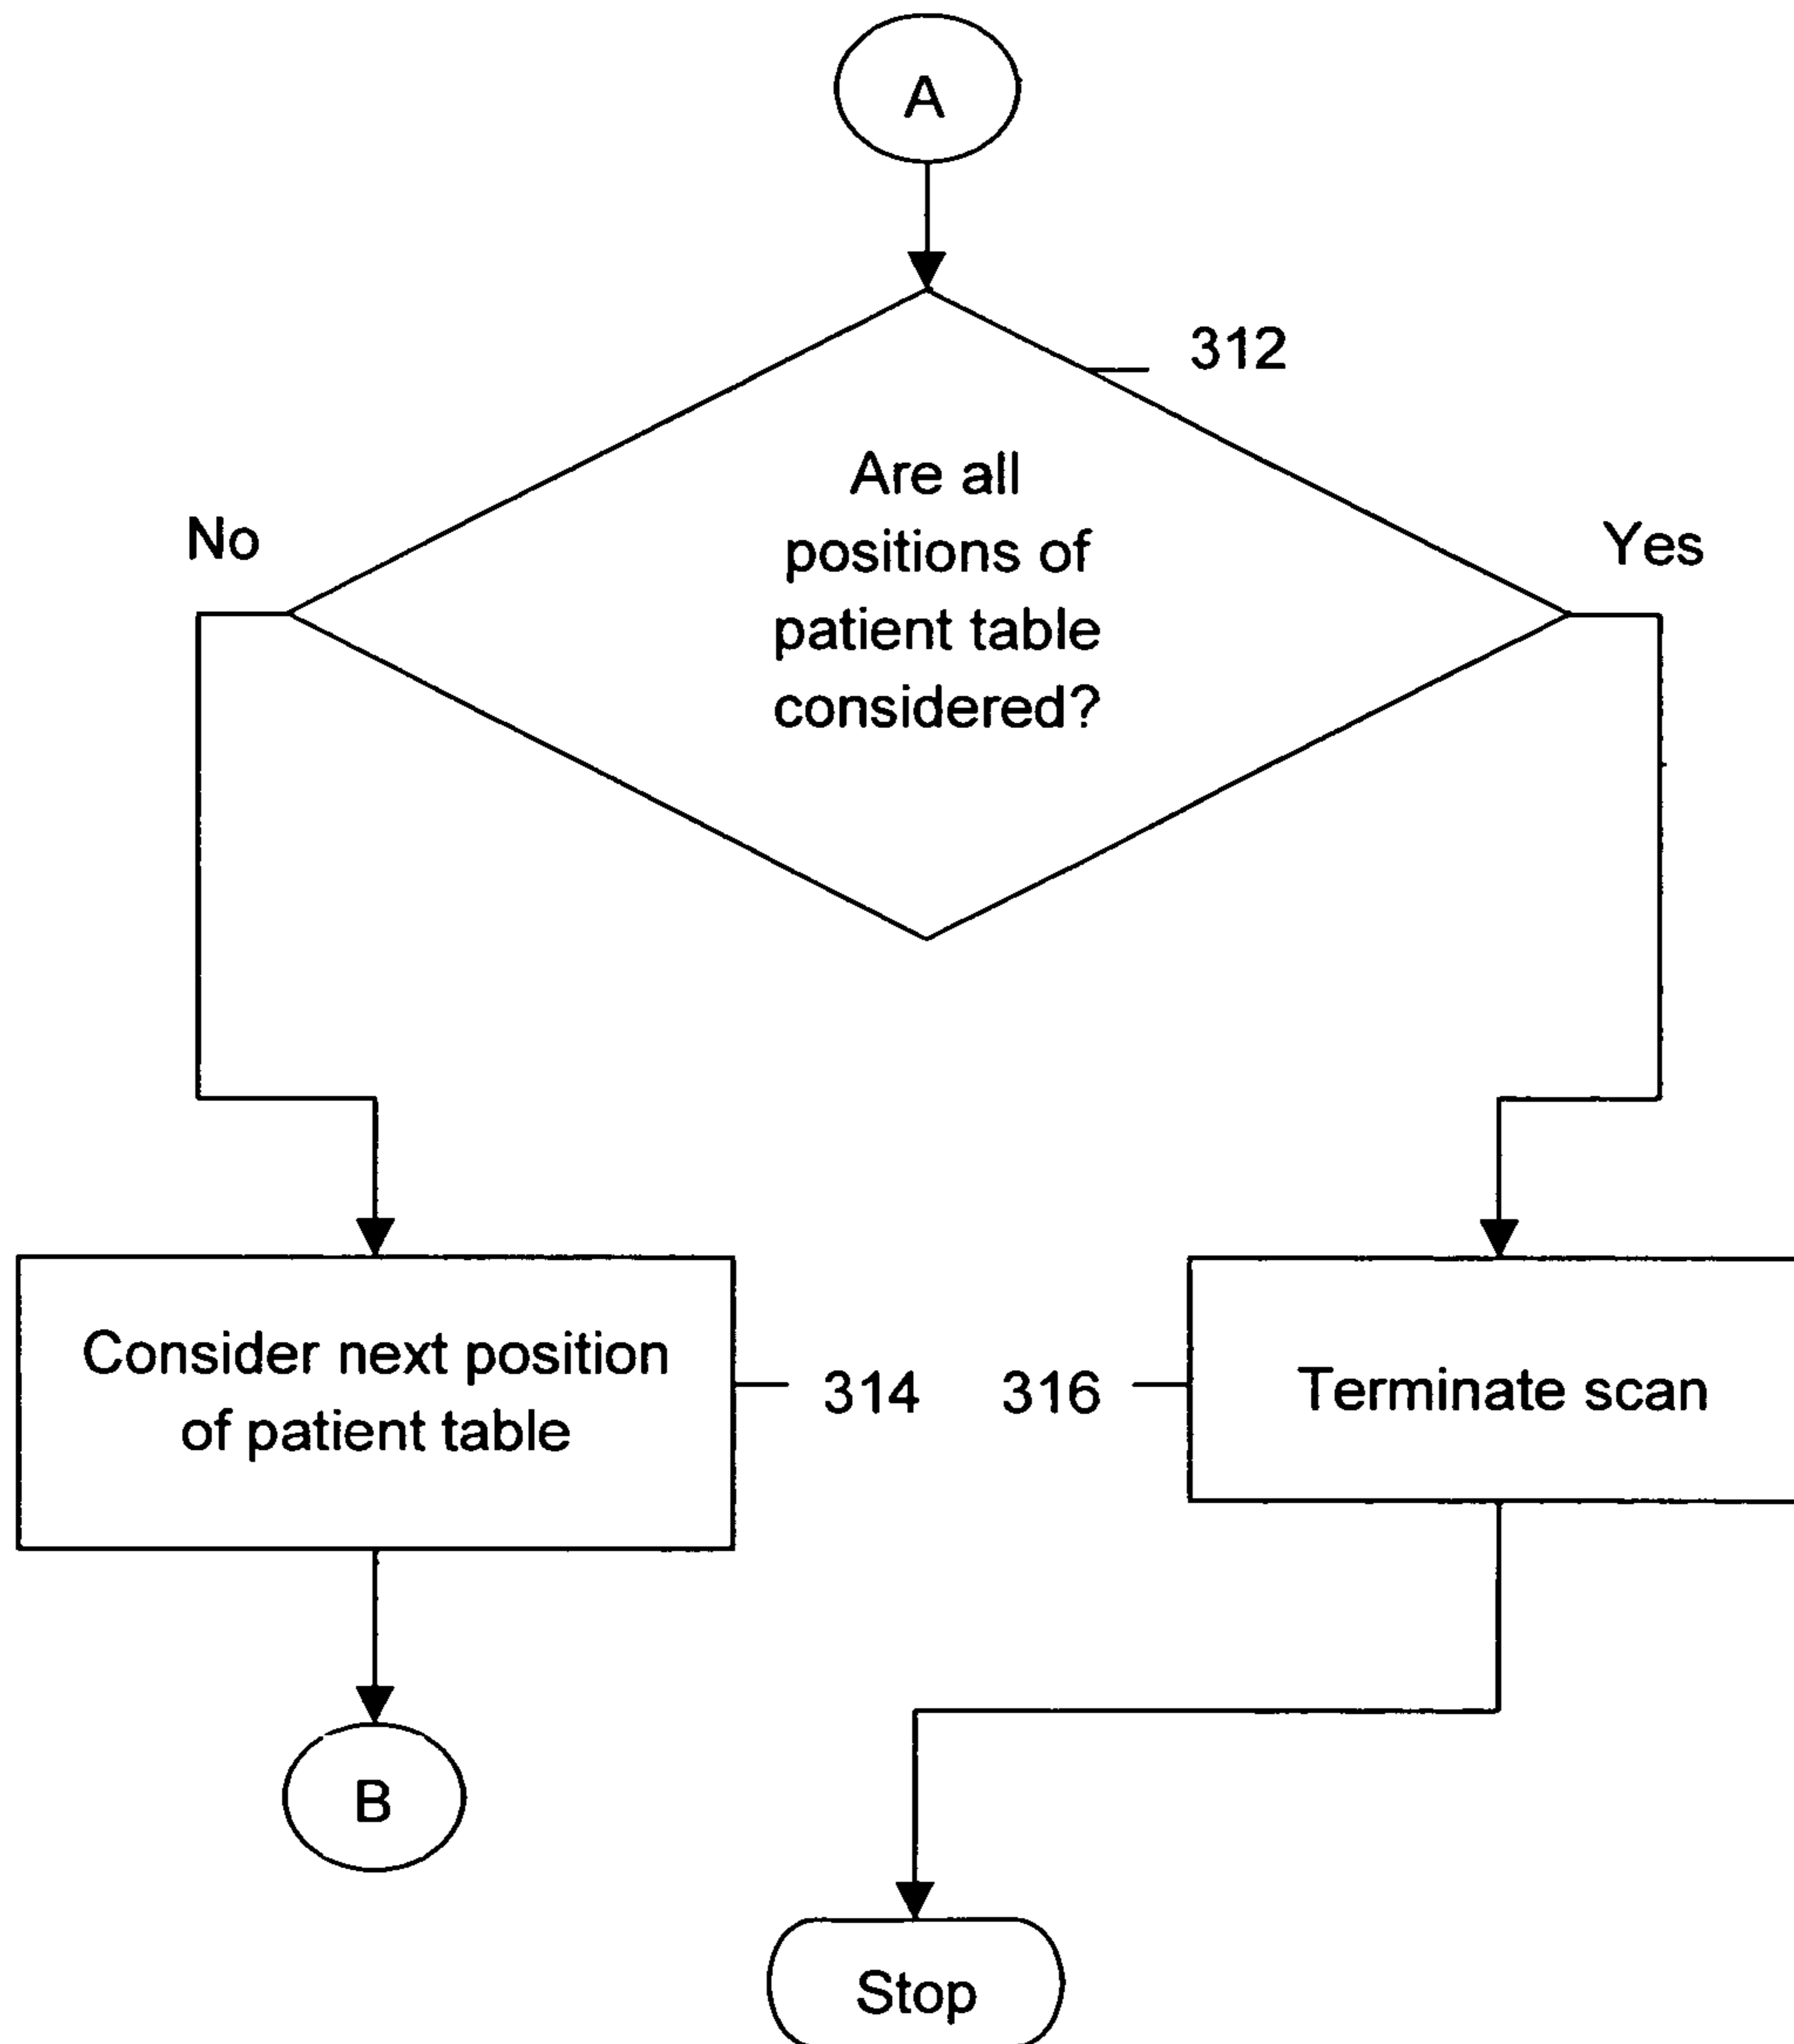 A
312
Are all
positions of
patient table
considered?
No
Yes
Consider next position
of patient table
314
316
Terminate scan
B
Stop